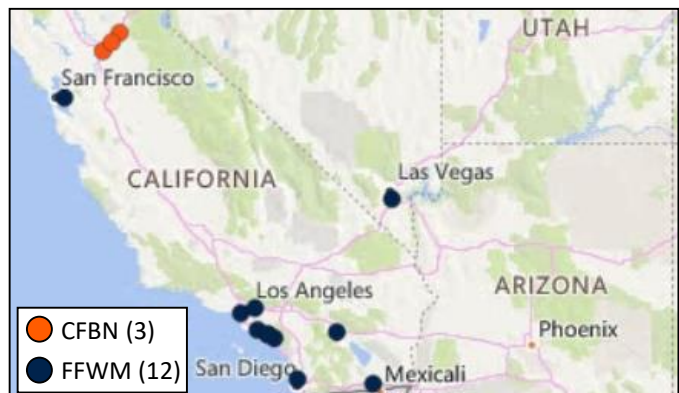 UTAH
San Francisco
Las Vegas
CALIFORNIA
Los Angeles
ARIZONA
CFBN (3)
Phoenix
FFWM (12)
San Diego
Mexicali